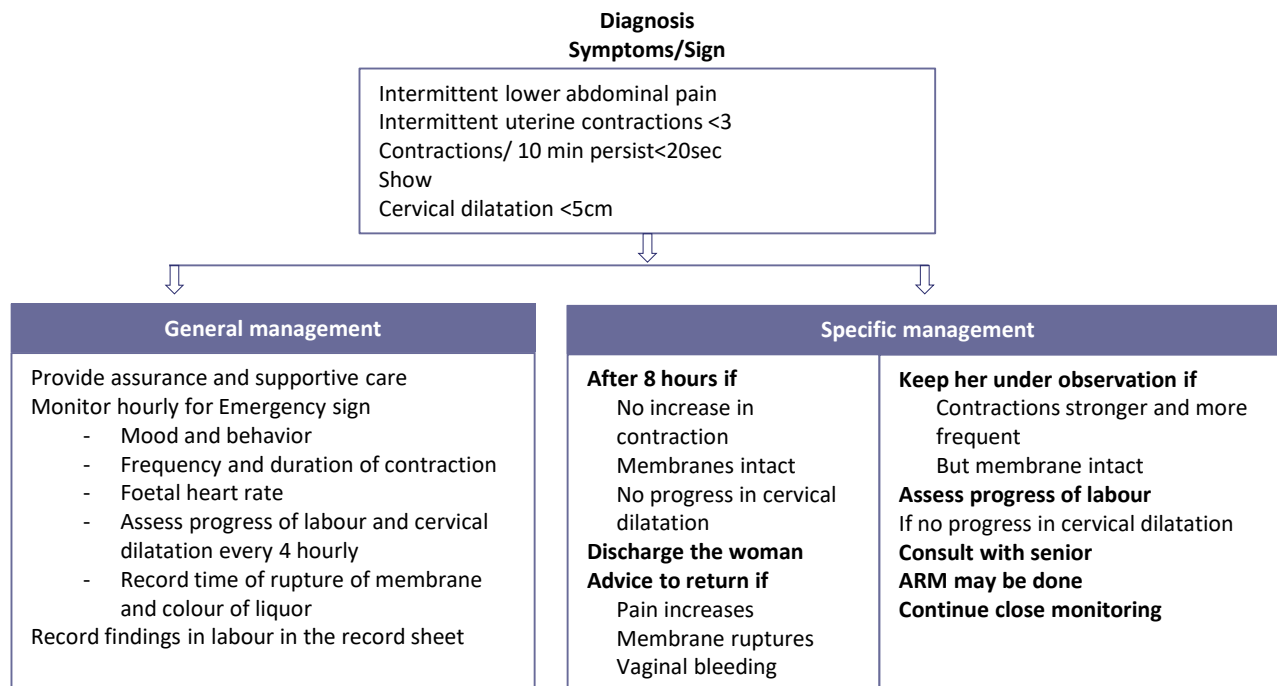 Diagnosis
Symptoms/Sign
Intermittent lower abdominal pain
Intermittent uterine contractions <3
Contractions/ 10 min persist<20sec
Show
Cervical dilatation <5cm
General management
Provide assurance and supportive care
Monitor hourly for Emergency sign
- Mood and behavior
- Frequency and duration of contraction
- Foetal heart rate
- Assess progress of labour and cervical
dilatation every 4 hourly
- Record time of rupture of membrane
and colour of liquor
Record findings in labour in the record sheet
Specific management
After 8 hours if
No increase in
contraction
Membranes intact
No progress in cervical
dilatation
Discharge the woman
Advice to return if
Pain increases
Membrane ruptures
Vaginal bleeding
Keep her under observation if
Contractions stronger and more
frequent
But membrane intact
Assess progress of labour
If no progress in cervical dilatation
Consult with senior
ARM may be done
Continue close monitoring